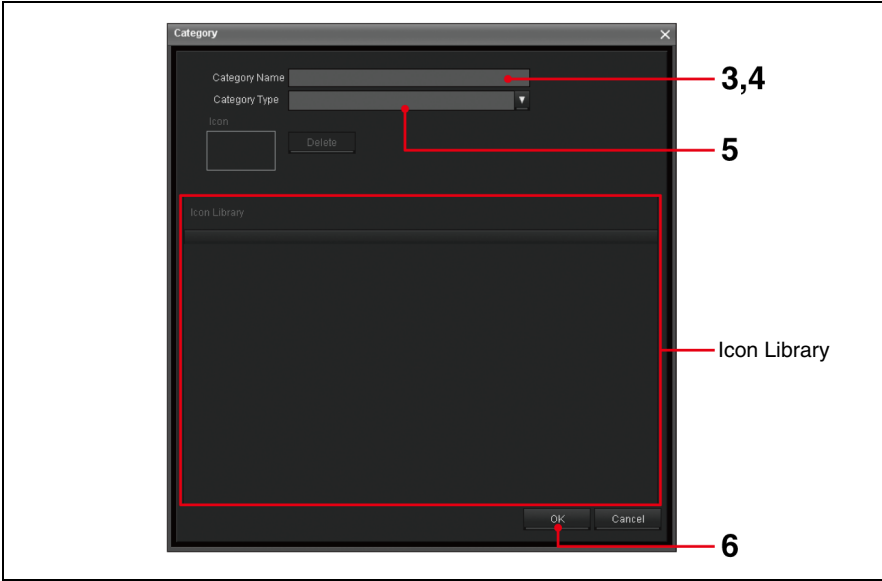 Category
Category Name
3,4
Category Type
5
Icon
Delete
Icon Library
Icon Library
OK
Cancel
6